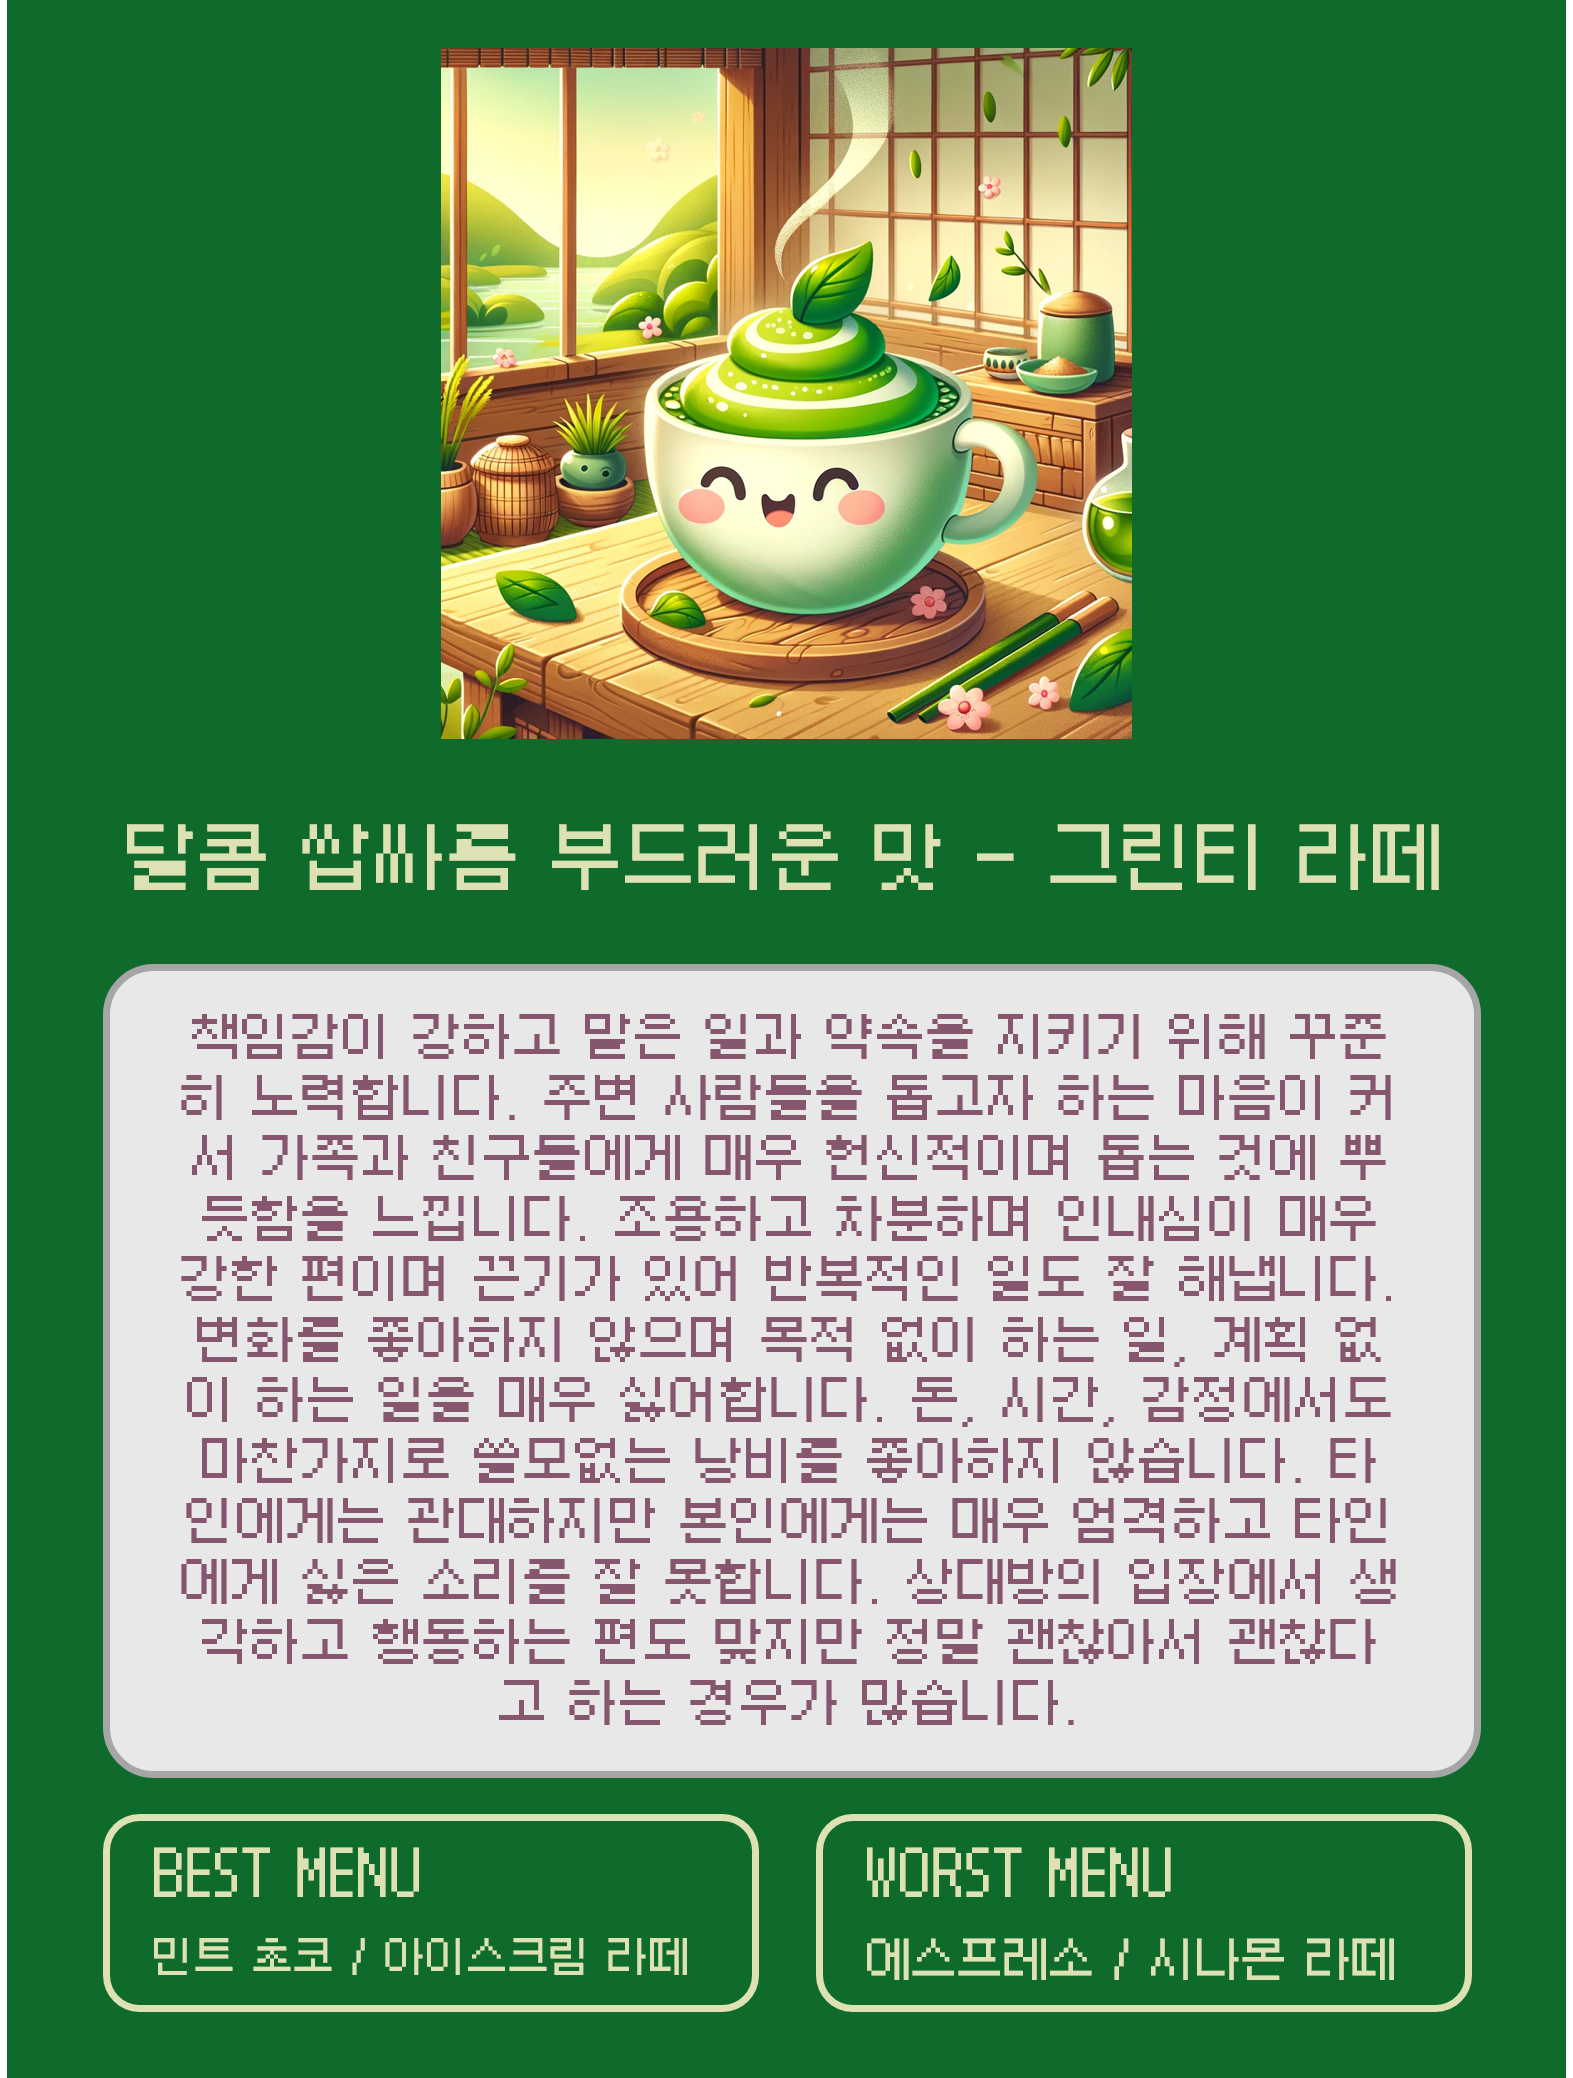 달콤 쌉싸름 부드러운 맛 - 그린티 라떼
책임감이 강하고 맡은 일과 약속을 지키기 위해 꾸준
히 노력합니다. 주변 사람들을 돕고자 하는 마음이 커
서 가족과 친구들에게 매우 헌신적이며 돕는 것에 뿌
듯함을 느낍니다. 조용하고 차분하며 인내심이 매우
강한 편이며 끈기가 있어 반복적인 일도 잘 해냅니다.
변화를 좋아하지 않으며 목적 없이 하는 일, 계획 없
이 하는 일을 매우 싫어합니다. 돈, 시간, 감정에서도
마찬가지로 쓸모없는 낭비를 좋아하지 않습니다. 타
인에게는 관대하지만 본인에게는 매우 엄격하고 타인
에게 싫은 소리를 잘 못합니다. 상대방의 입장에서 생
각하고 행동하는 편도 맞지만 정말 괜찮아서 괜찮다
고 하는 경우가 많습니다.
BEST MENU
민트 초코 / 아이스크림 라떼
WORST MENU
에스프레소 / 시나몬 라떼